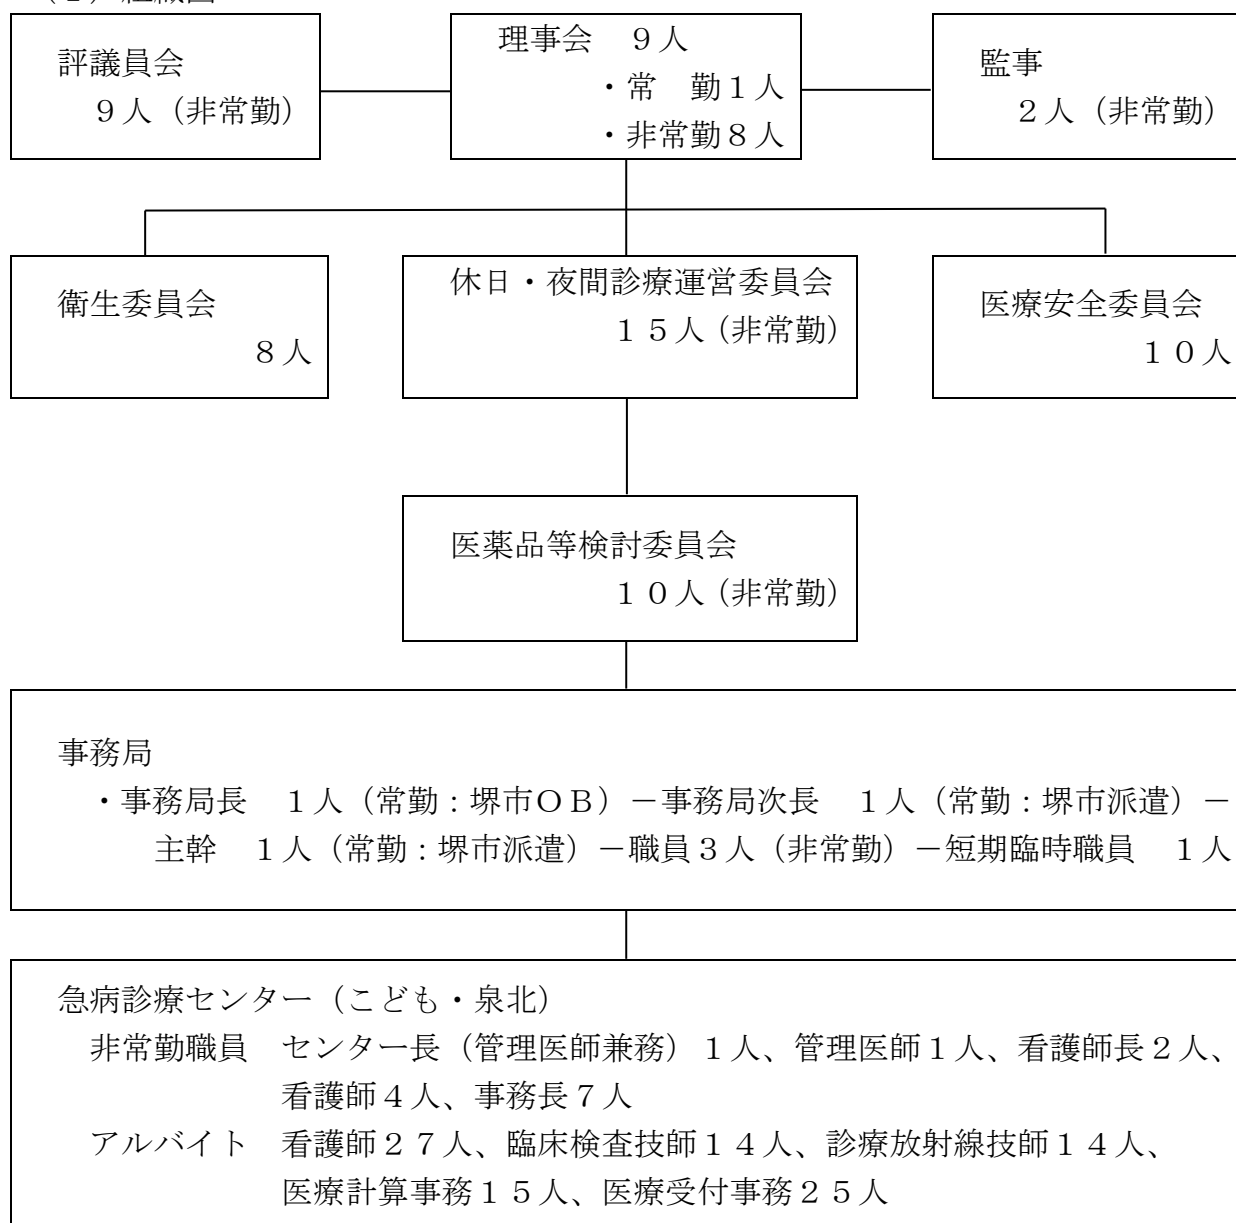 評議員会
９人（非常勤）
理事会　９人
・常　勤１人
・非常勤８人
監事
２人（非常勤）
衛生委員会
８人
休日・夜間診療運営委員会
１５人（非常勤）
医療安全委員会
１０人
医薬品等検討委員会
１０人（非常勤）
事務局
・事務局長　１人（常勤：堺市ＯＢ）－事務局次長　１人（常勤：堺市派遣）－
主幹　１人（常勤：堺市派遣）－職員３人（非常勤）－短期臨時職員　１人
急病診療センター（こども・泉北）
非常勤職員　センター長（管理医師兼務）１人、管理医師１人、看護師長２人、
看護師４人、事務長７人
アルバイト　看護師２７人、臨床検査技師１４人、診療放射線技師１４人、
医療計算事務１５人、医療受付事務２５人